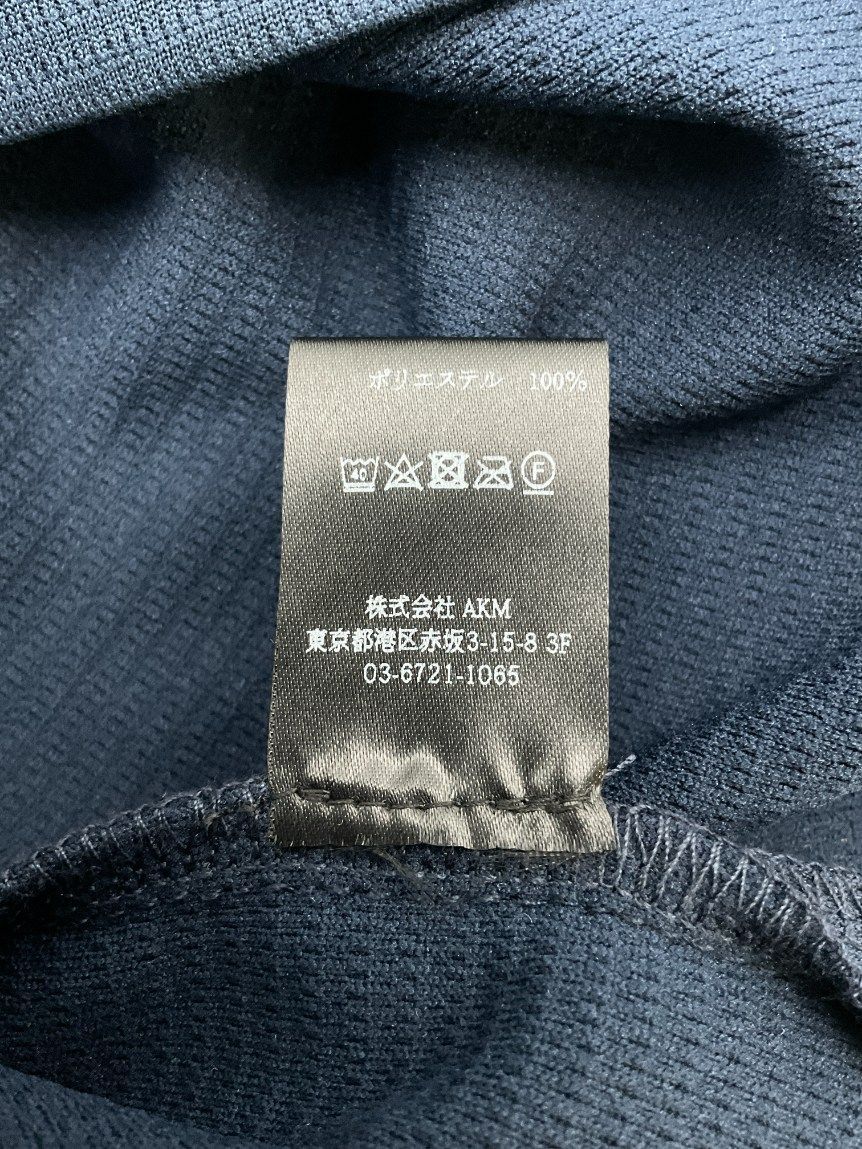 ポリエステル 100%
40 F
株式会社 AKM
東京都港区赤坂3-15-8 3F
03-6721-1065